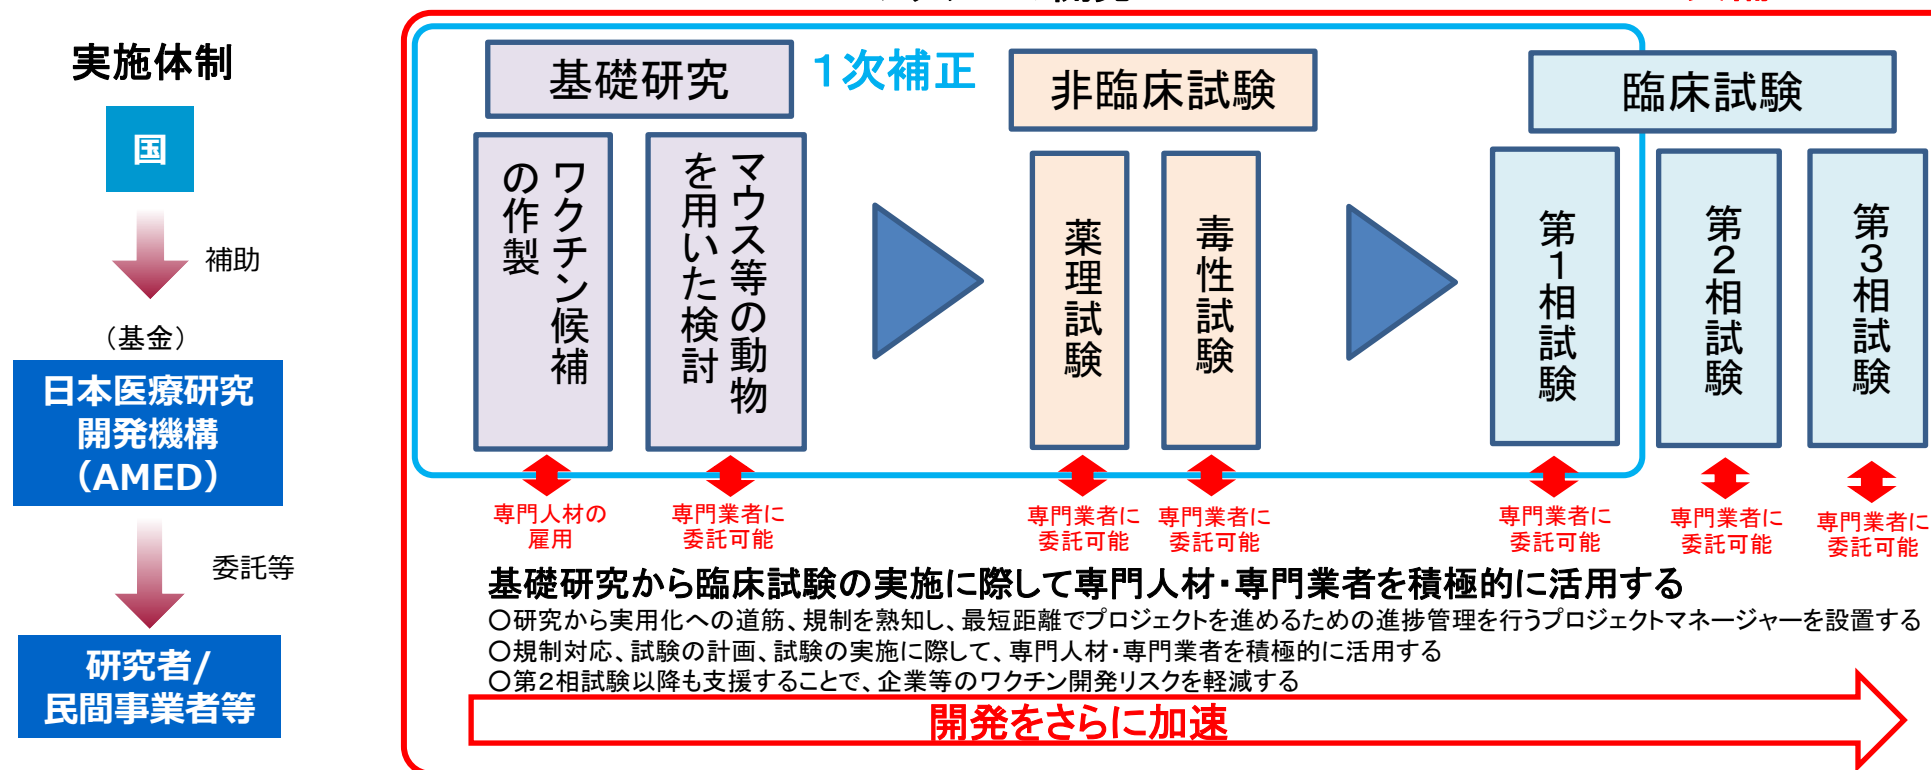 実施体制
国
補助
（基金）
日本医療研究
開発機構
（AMED）
委託等
研究者/
民間事業者等
1次補正
基礎研究
ワクチン候補
の作製
マウス等の動物
を用いた検討
非臨床試験
薬理試験
毒性試験
臨床試験
第1相試験
第2相試験
第3相試験
専門人材の
雇用
専門業者に
委託可能
専門業者に
委託可能
専門業者に
委託可能
専門業者に
委託可能
専門業者に
委託可能
専門業者に
委託可能
基礎研究から臨床試験の実施に際して専門人材・専門業者を積極的に活用する
○研究から実用化への道筋、規制を熟知し、最短距離でプロジェクトを進めるための進捗管理を行うプロジェクトマネージャーを設置する
○規制対応、試験の計画、試験の実施に際して、専門人材・専門業者を積極的に活用する
○第2相試験以降も支援することで、企業等のワクチン開発リスクを軽減する
開発をさらに加速